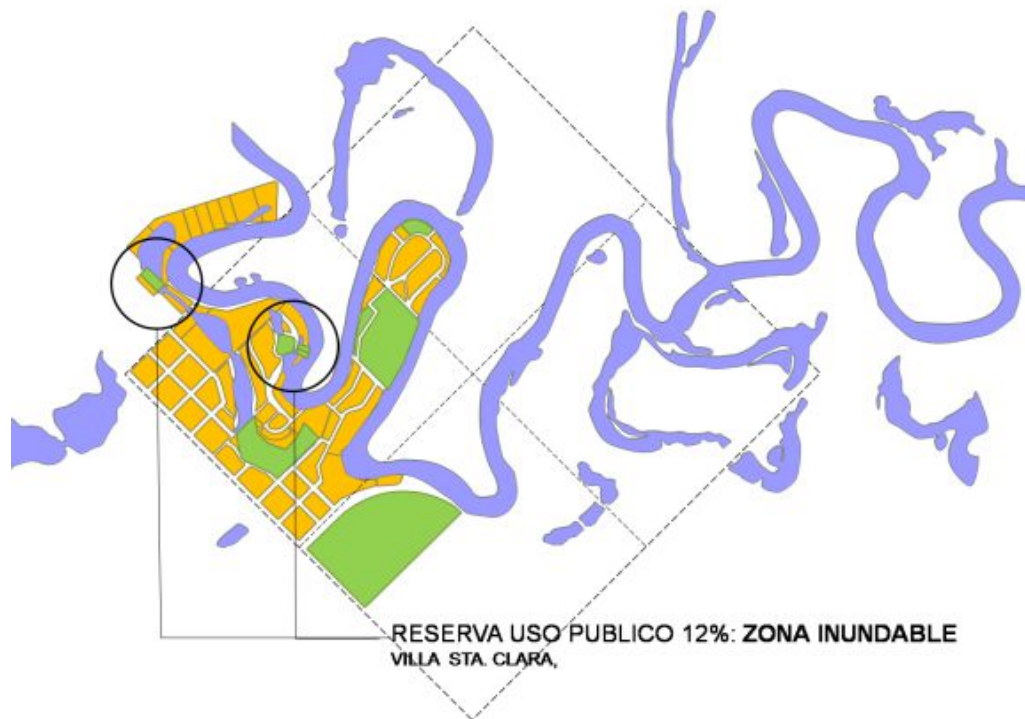 RESERVA USO PUBLICO 12%: ZONA INUNDABLE
VILLA STA. CLARA,